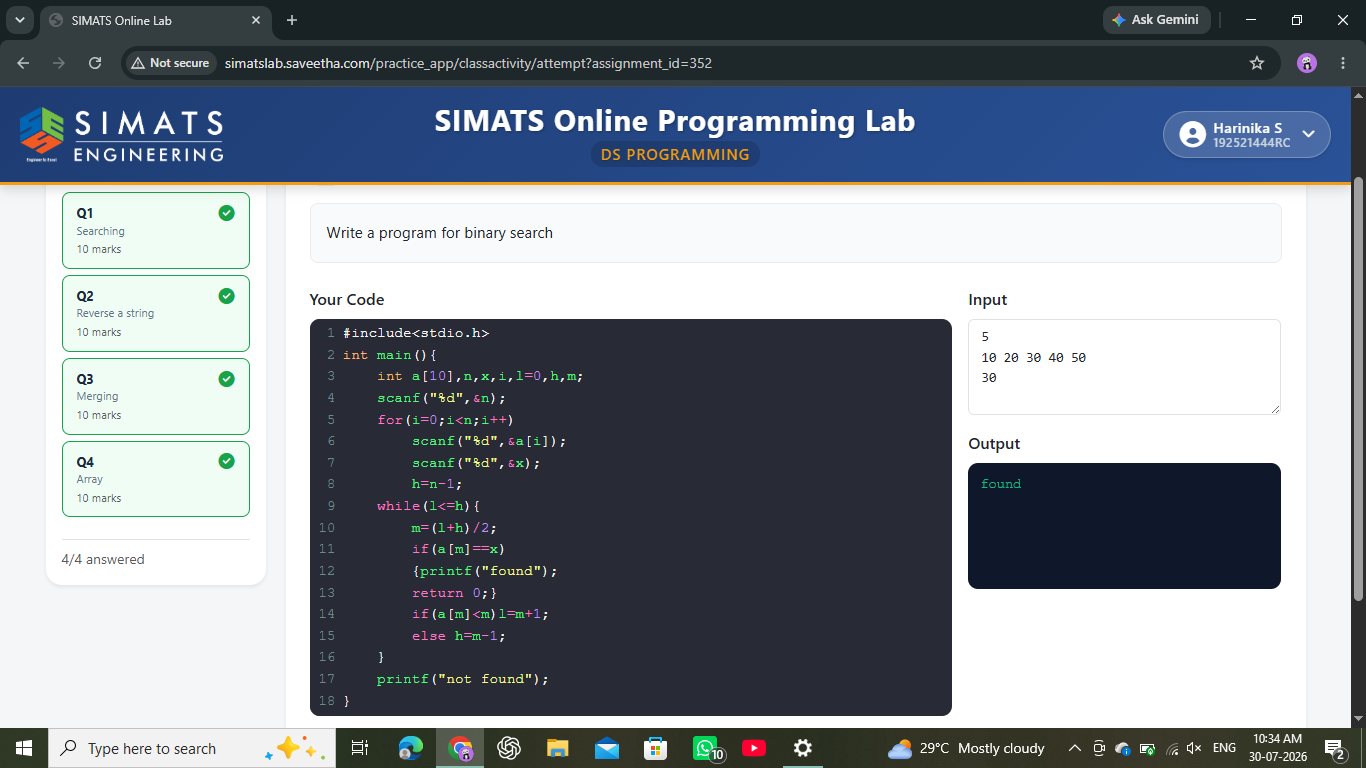 SIMATS Online Lab
Ask Gemini
Not secure
simatslab.saveetha.com/practice_app/classactivity/attempt?assignment_id=352
SIMATS
ENGINEERING
Engineer to Excel
SIMATS Online Programming Lab
DS PROGRAMMING
Harinika S
192521444RC
Q1
Searching
10 marks
Q2
Reverse a string
10 marks
Q3
Merging
10 marks
Q4
Array
10 marks
4/4 answered
Write a program for binary search
Your Code
1 #include<stdio.h>
2 int main(){
3 int a[10],n,x,i,l=0,h,m;
4 scanf("%d",&n);
5 for(i=0;i<n;i++)
6 scanf("%d",&a[i]);
7 scanf("%d",&x);
8 h=n-1;
9 while(l<=h){
10 m=(l+h)/2;
11 if(a[m]==x)
12 {printf("found");
13 return 0;}
14 if(a[m]<m)l=m+1;
15 else h=m-1;
16 }
17 printf("not found");
18 }
Input
5
10 20 30 40 50
30
Output
found
Type here to search
10
29°C Mostly cloudy
ENG
10:34 AM
30-07-2026
2